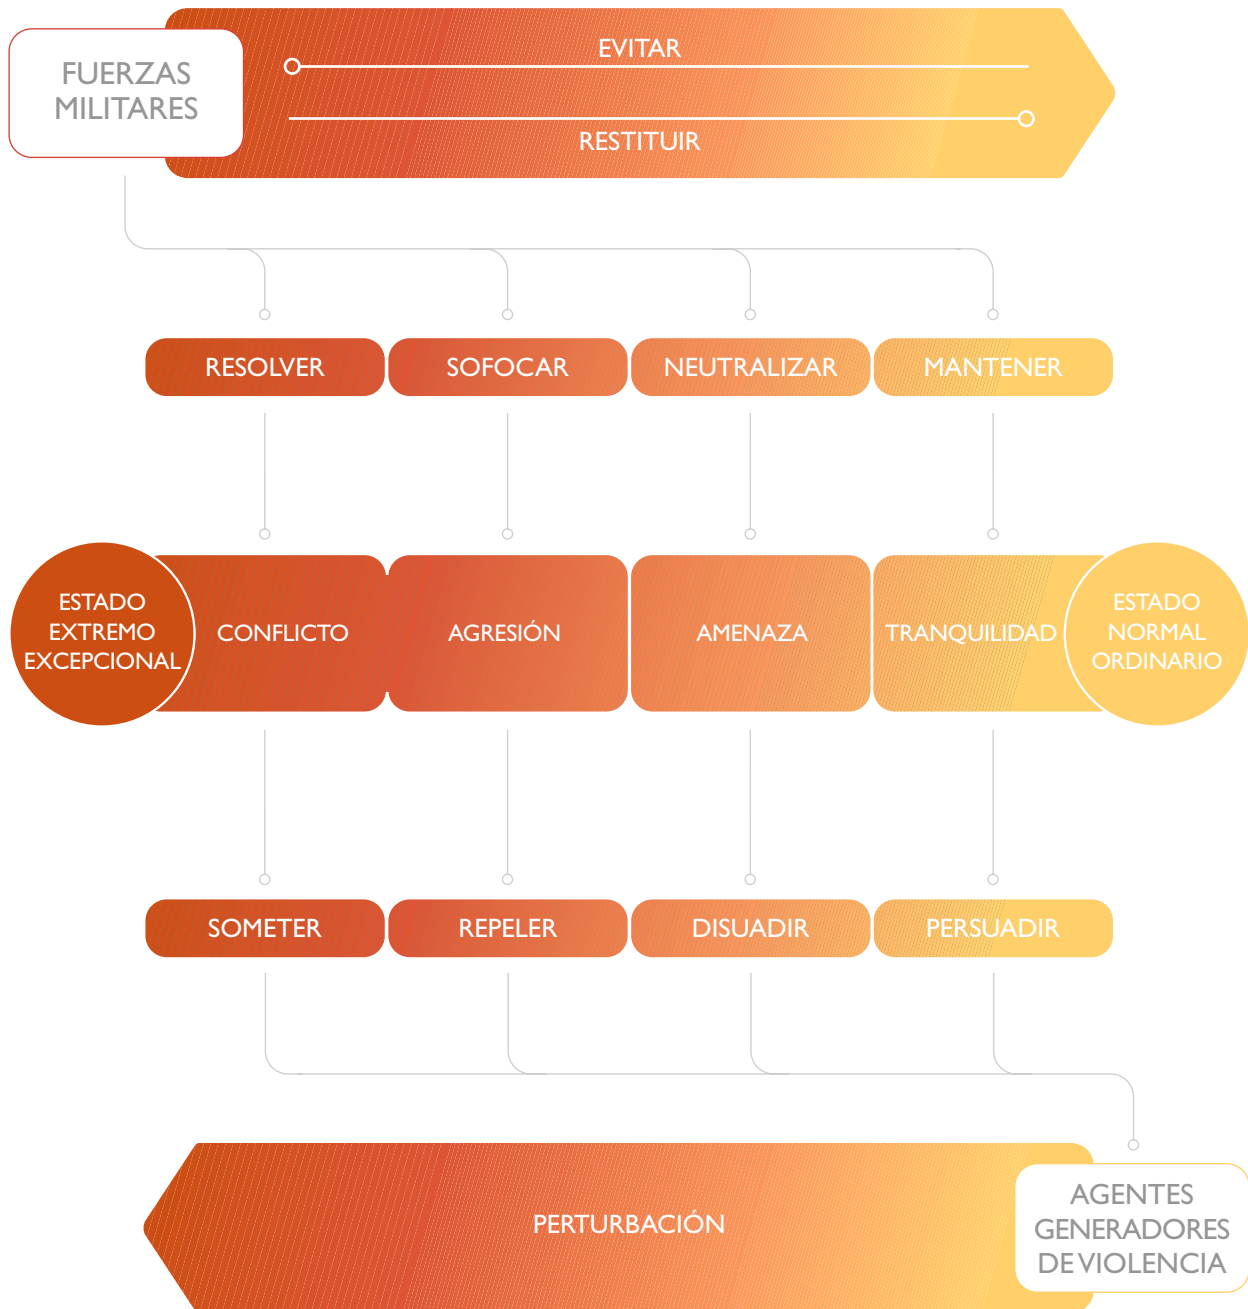 FUERZAS
MILITARES
EVITAR
RESTITUIR
RESOLVER
SOFOCAR
NEUTRALIZAR
MANTENER
ESTADO
EXTREMO
EXCEPCIONAL
CONFLICTO
AGRESIÓN
AMENAZA
TRANQUILIDAD
ESTADO
NORMAL
ORDINARIO
SOMETER
REPELER
DISUADIR
PERSUADIR
PERTURBACIÓN
AGENTES
GENERADORES
DE VIOLENCIA